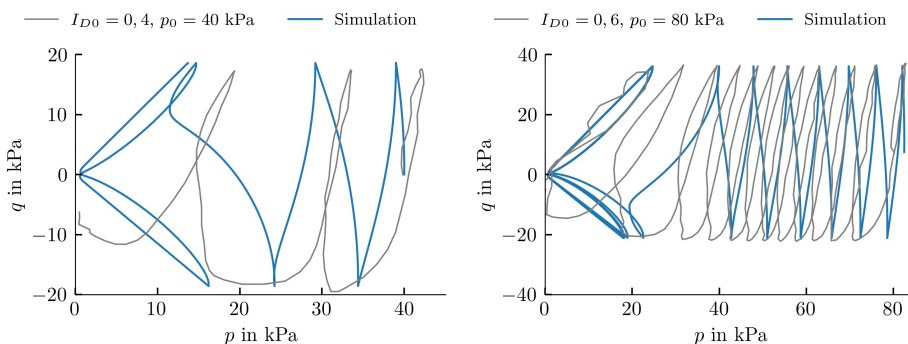 I_{D0} = 0,4, p_0 = 40 kPa Simulation
I_{D0} = 0,6, p_0 = 80 kPa Simulation
q in kPa
20
10
0
−10
−20
0 10 20 30 40
p in kPa
q in kPa
40
20
0
−20
−40
0 20 40 60 80
p in kPa